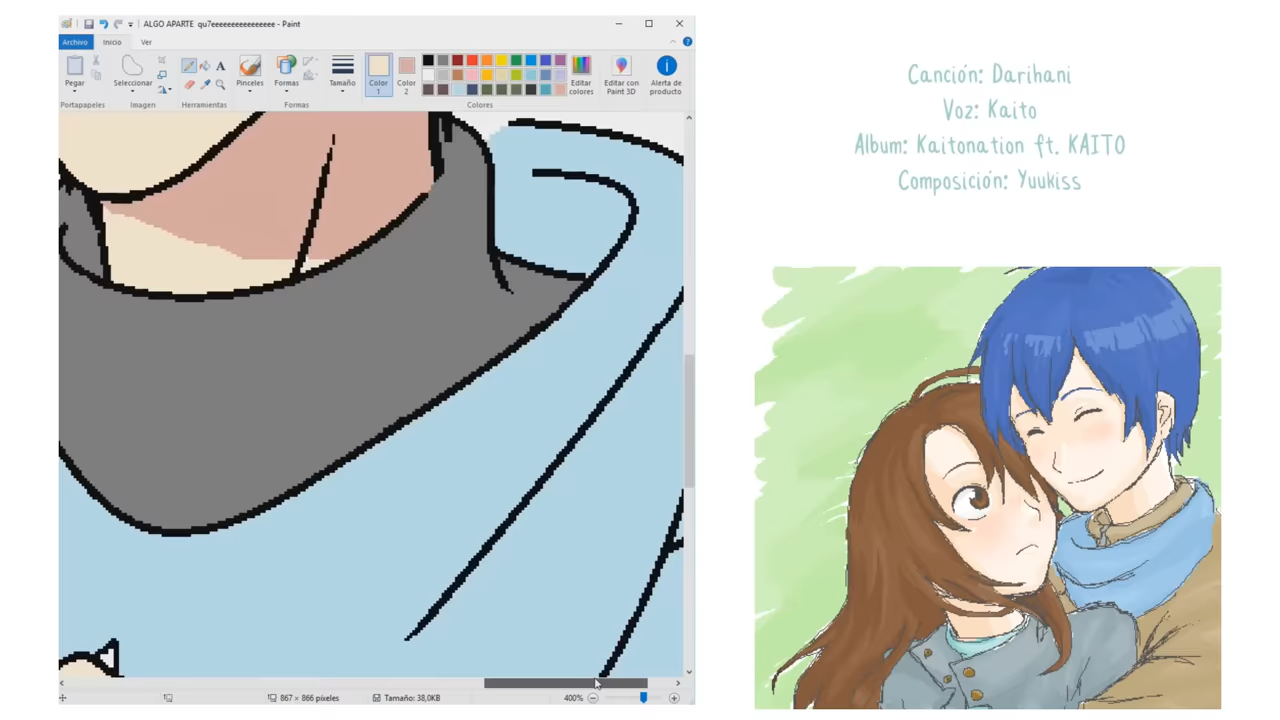 ALGO APARTE qu7eeeeeeeeeeeeeeee - Paint
Archivo Inicio Ver
Pegar Seleccionar A Pinceles Formas Tamaño Color 1 Color 2 Editar colores Editar con Paint 3D Alerta de producto
Portapapeles Imagen Herramientas Formas Colores
867 × 866 píxeles Tamaño: 38,0KB 400%
Canción: Darihani
Voz: Kaito
Album: Kaitonation ft. KAITO
Composición: Yuukiss